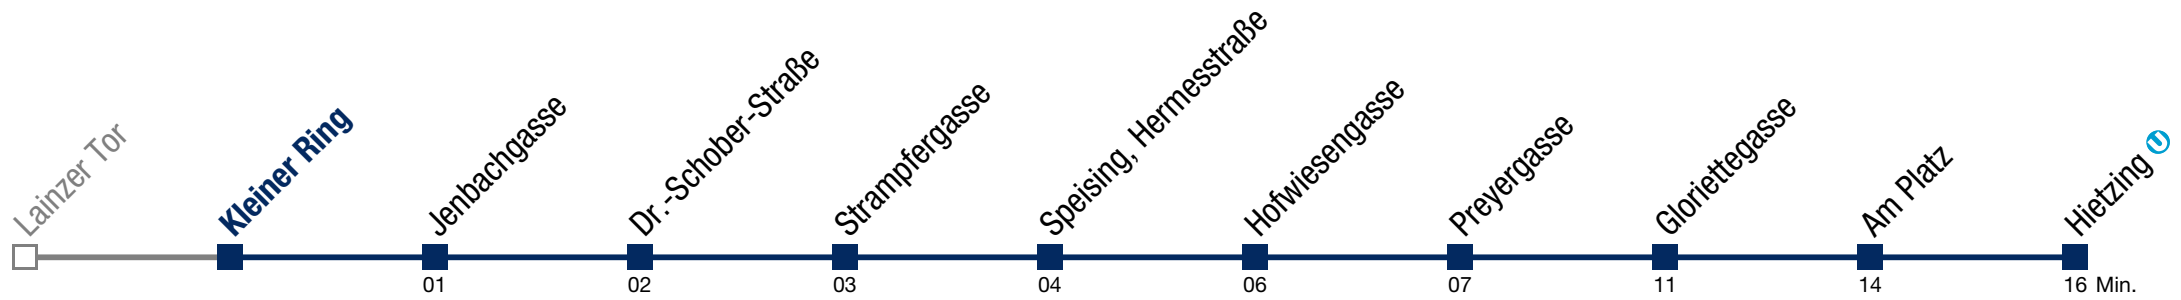 Lainzer Tor
Kleiner Ring
Jenbachgasse
Dr.-Schober-Straße
Strampfergasse
Speising, Hermesstraße
Hofwiesengasse
Preyergasse
Gloriettegasse
Am Platz
Hietzing U
01 02 03 04 06 07 11 14 16 Min.